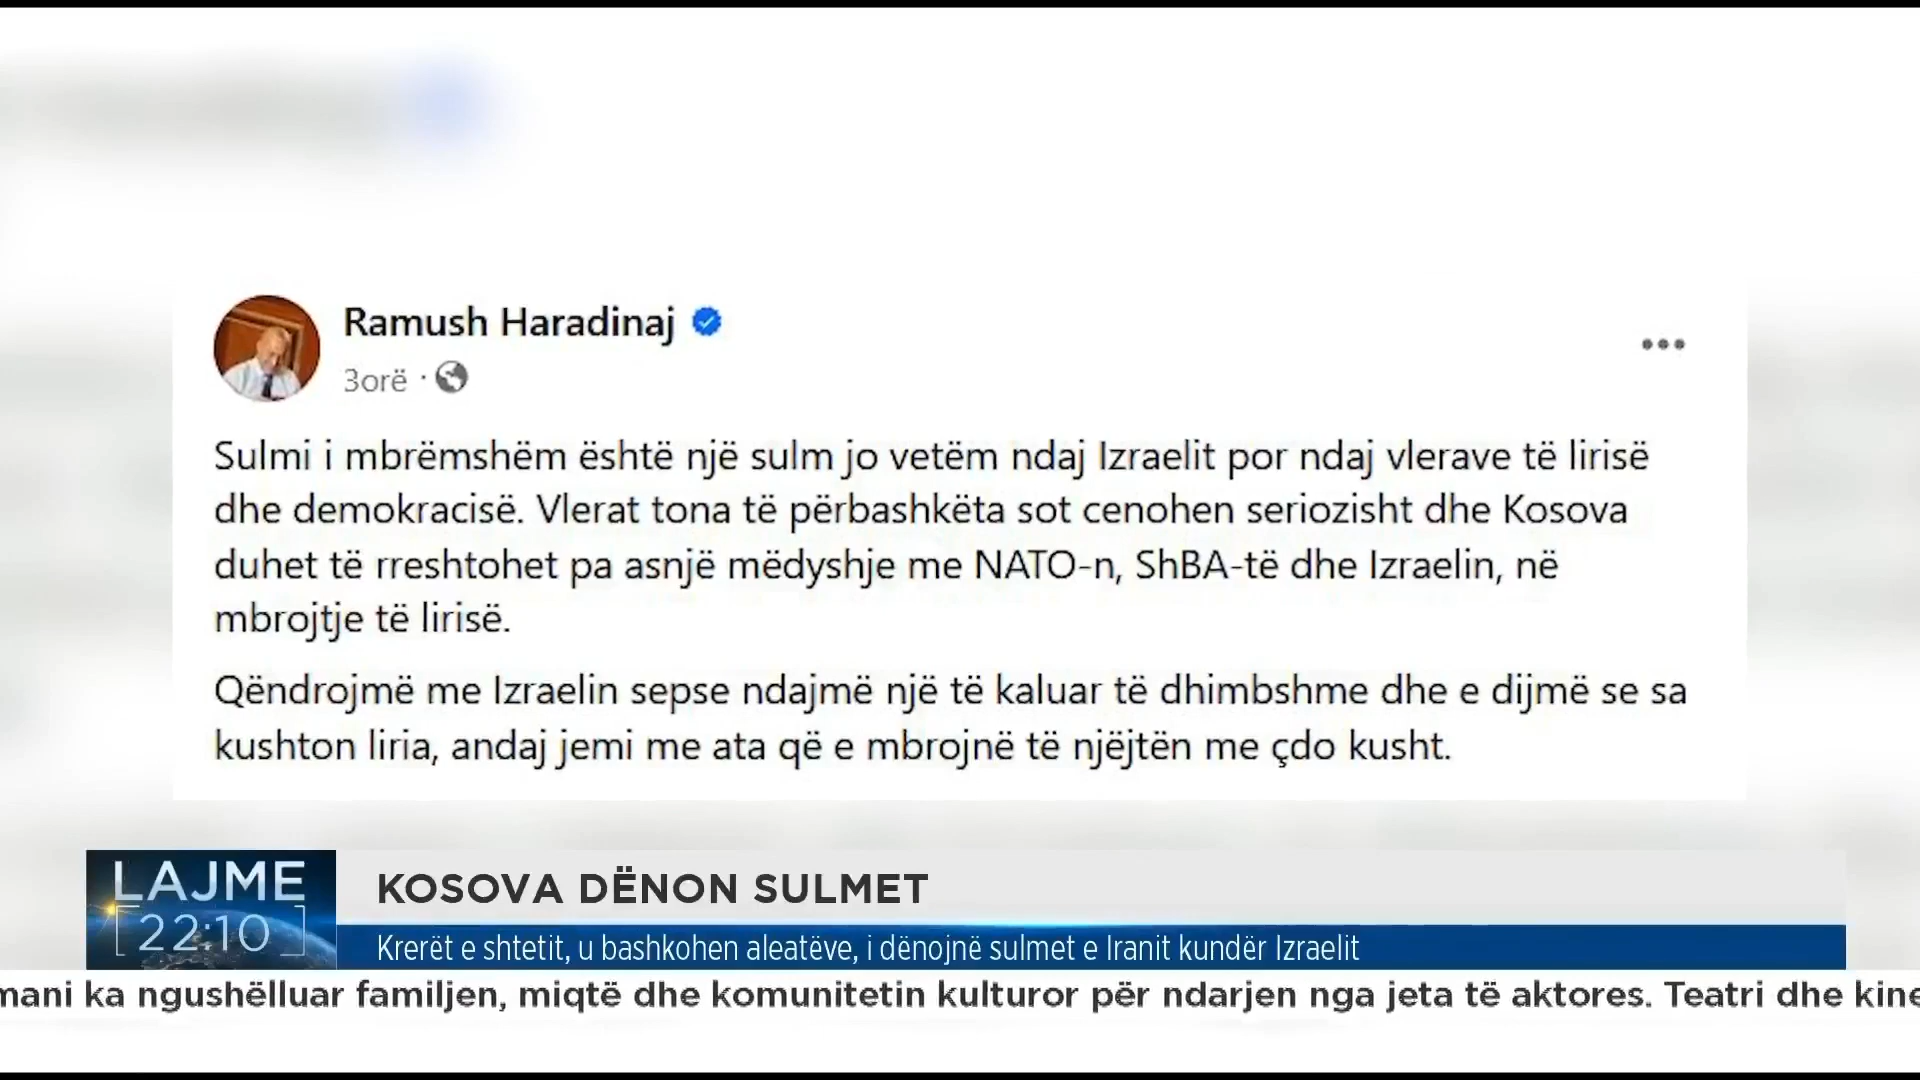 Ramush Haradinaj
3orë ·
Sulmi i mbrëmshëm është një sulm jo vetëm ndaj Izraelit por ndaj vlerave të lirisë
dhe demokracisë. Vlerat tona të përbashkëta sot cenohen seriozisht dhe Kosova
duhet të rreshtohet pa asnjë mëdyshje me NATO-n, ShBA-të dhe Izraelin, në
mbrojtje të lirisë.
Qëndrojmë me Izraelin sepse ndajmë një të kaluar të dhimbshme dhe e dijmë se sa
kushton liria, andaj jemi me ata që e mbrojnë të njëjtën me çdo kusht.
LAJME
22:10
KOSOVA DËNON SULMET
Krerët e shtetit, u bashkohen aleatëve, i dënojnë sulmet e Iranit kundër Izraelit
mani ka ngushëlluar familjen, miqtë dhe komunitetin kulturor për ndarjen nga jeta të aktores. Teatri dhe kine